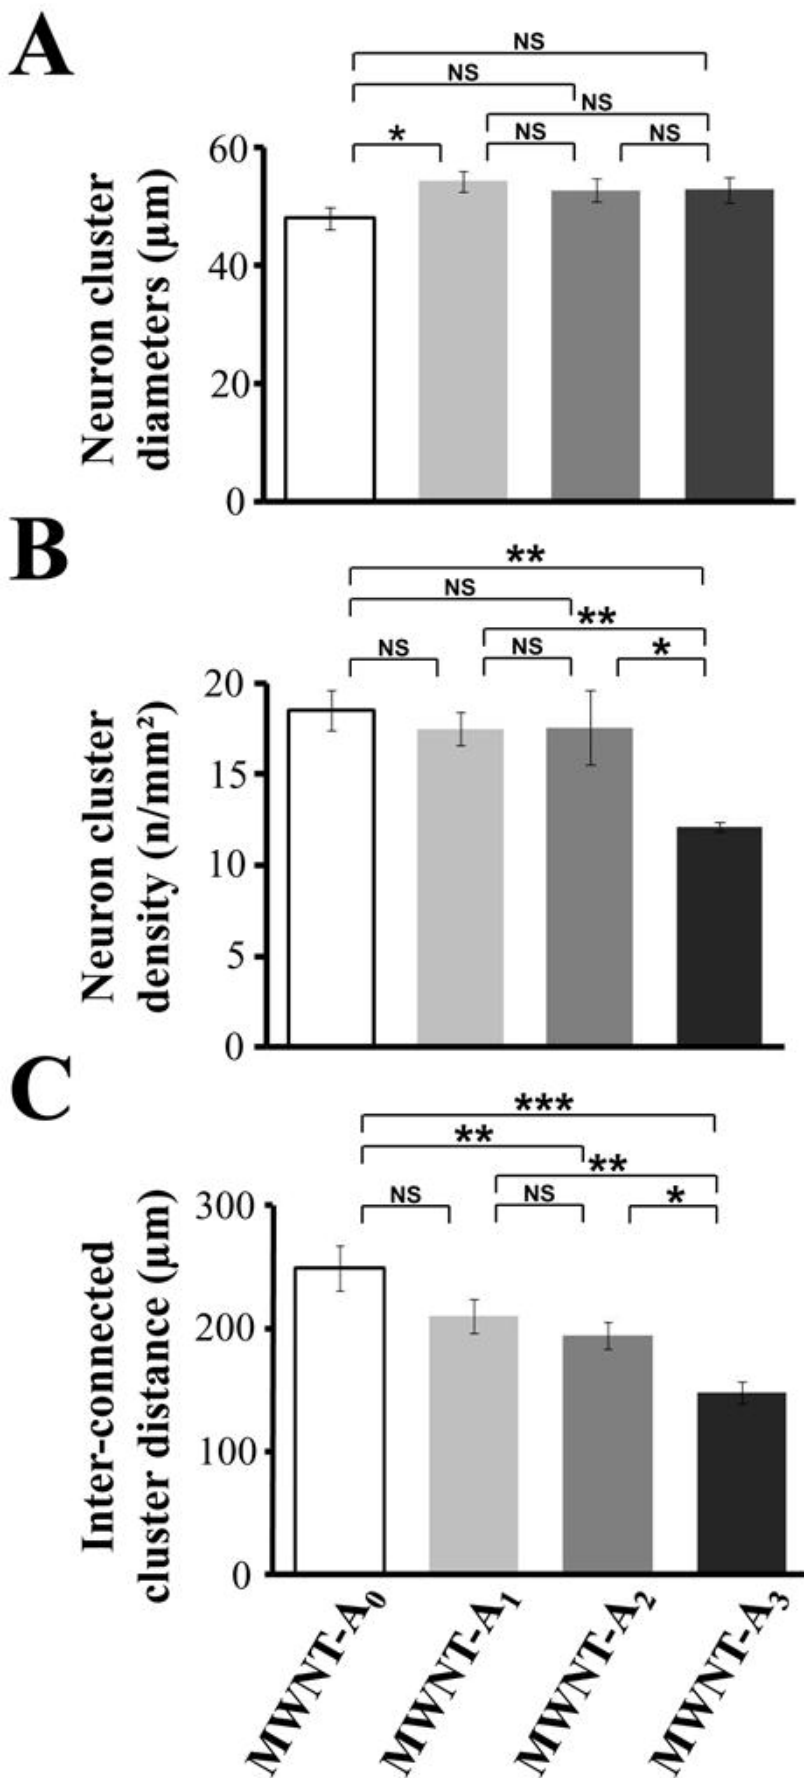 A
NS
NS
NS
* NS NS
60
40
20
0
Neuron cluster
diameters (µm)
B
**
NS
**
NS NS *
20
15
10
5
0
Neuron cluster
density (n/mm²)
C
***
**
**
NS NS *
300
200
100
0
Inter-connected
cluster distance (µm)
MWNT-A₀
MWNT-A₁
MWNT-A₂
MWNT-A₃